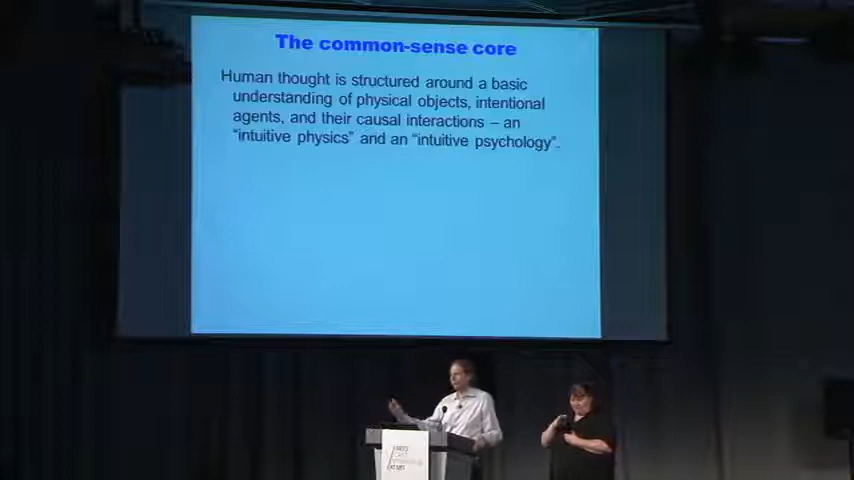 The common-sense core
Human thought is structured around a basic
understanding of physical objects, intentional
agents, and their causal interactions – an
“intuitive physics” and an “intuitive psychology”.